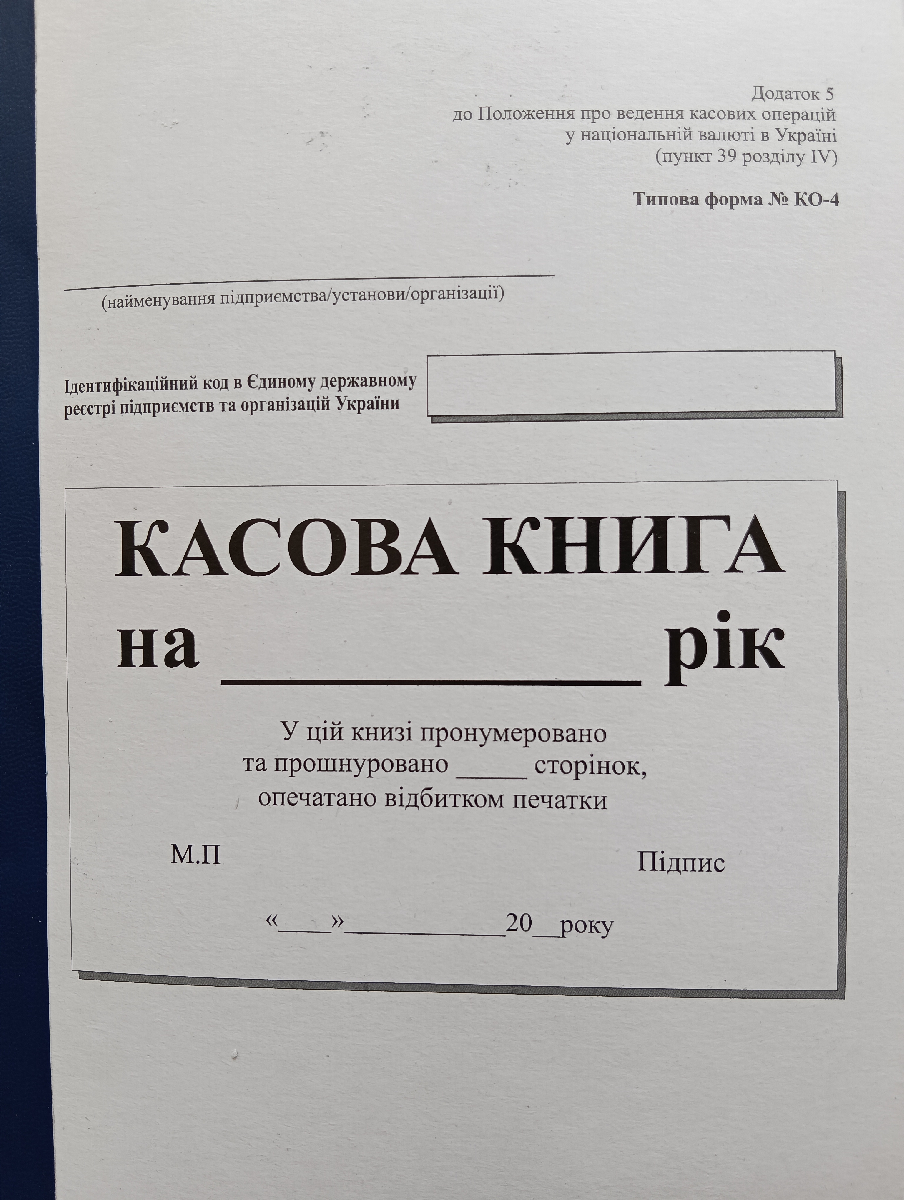 Додаток 5
до Положення про ведення касових операцій
у національній валюті в Україні
(пункт 39 розділу IV)
Типова форма № КО-4
(найменування підприємства/установи/організації)
Ідентифікаційний код в Єдиному державному
реєстрі підприємств та організацій України
КАСОВА КНИГА
на ____________ рік
У цій книзі пронумеровано
та прошнуровано _____ сторінок,
опечатано відбитком печатки
М.П
Підпис
«____»____________20__року